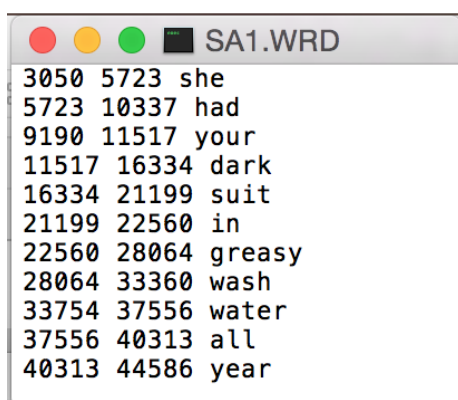 SA1.WRD
3050 5723 she
5723 10337 had
9190 11517 your
11517 16334 dark
16334 21199 suit
21199 22560 in
22560 28064 greasy
28064 33360 wash
33754 37556 water
37556 40313 all
40313 44586 year